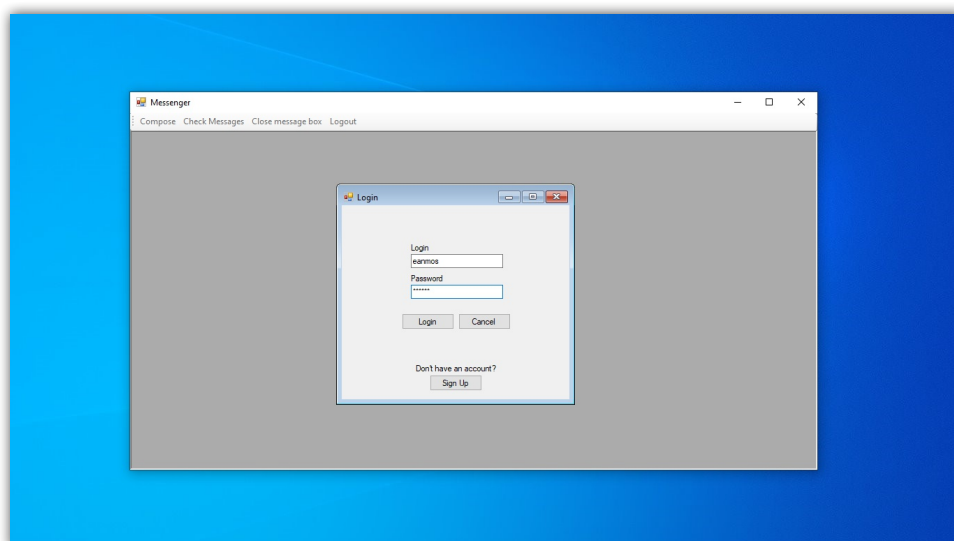 Messenger
Compose Check Messages Close message box Logout
Login
Login
eanmos
Password
******
Login Cancel
Don't have an account?
Sign Up